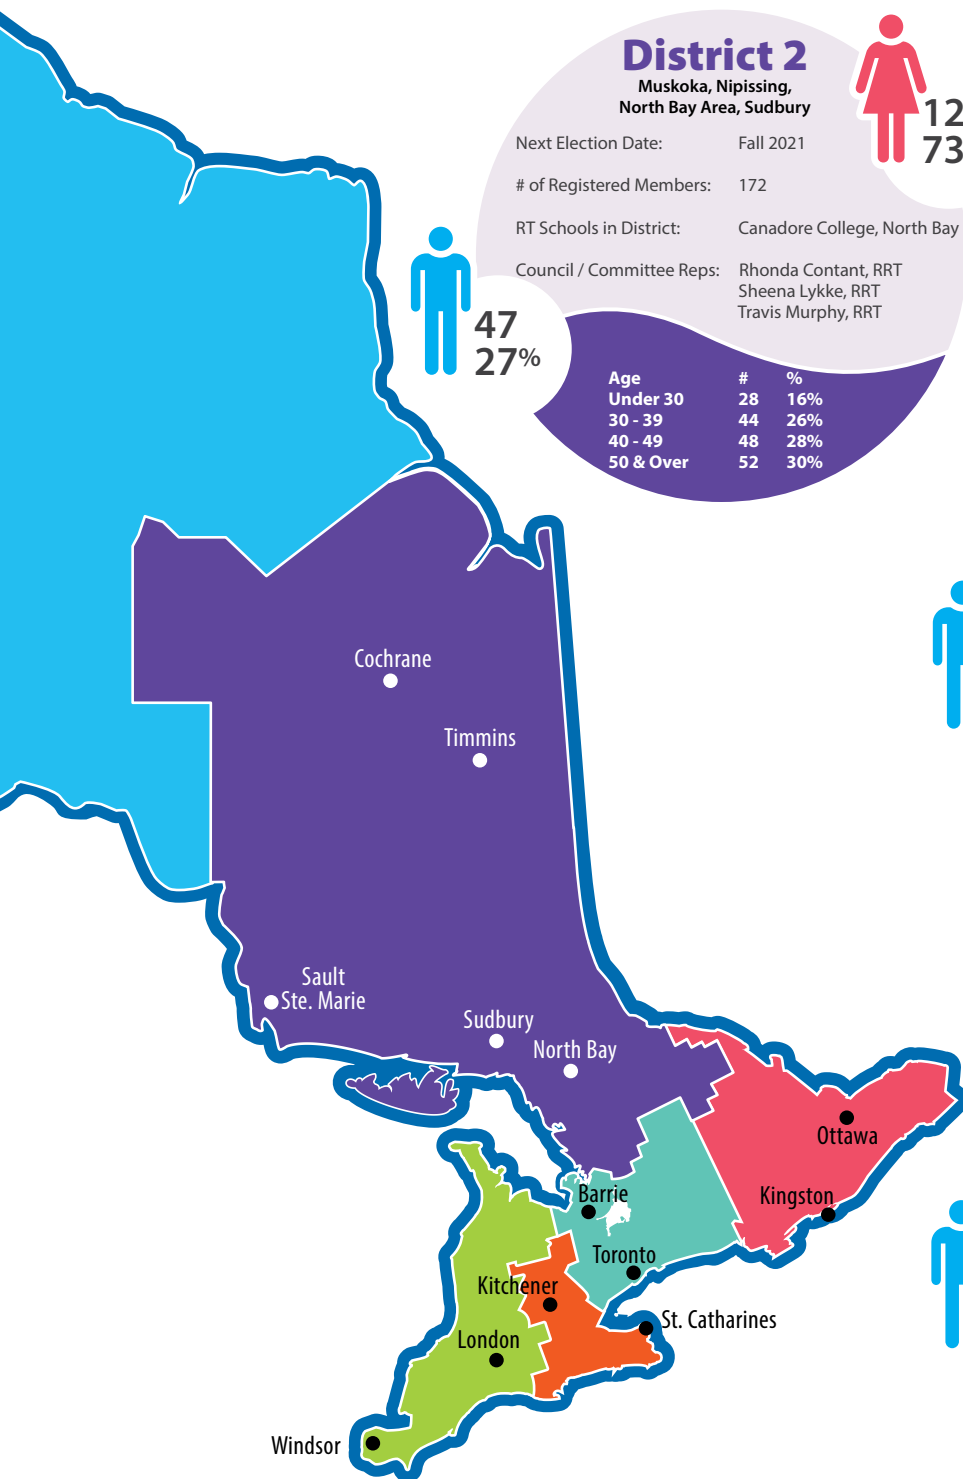 District 2
Muskoka, Nipissing,
North Bay Area, Sudbury
Next Election Date: Fall 2021
# of Registered Members: 172
RT Schools in District: Canadore College, North Bay
Council / Committee Reps: Rhonda Contant, RRT
Sheena Lykke, RRT
Travis Murphy, RRT
12
73
47
27%
Age # %
Under 30 28 16%
30 - 39 44 26%
40 - 49 48 28%
50 & Over 52 30%
Cochrane
Timmins
Sault
Ste. Marie
Sudbury
North Bay
Ottawa
Kingston
Barrie
Toronto
Kitchener
St. Catharines
London
Windsor